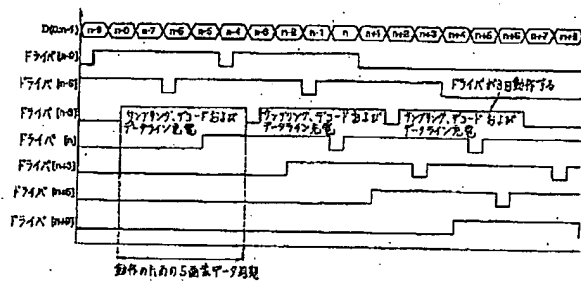 D(0:n-1) n-9 n-8 n-7 n-6 n-5 n-4 n-3 n-2 n-1 n n+1 n+2 n+3 n+4 n+5 n+6 n+7 n+8
ドライバ [n-9]
ドライバ [n-6]
ドライバが3回動作する
ドライバ [n-3]
サンプリング、デコードおよび データライン充電
サンプリング、デコードおよび データライン充電
サンプリング、デコードおよび データライン充電
ドライバ [n]
ドライバ [n+3]
ドライバ [n+6]
ドライバ [n+9]
動作のための5画素データ周期